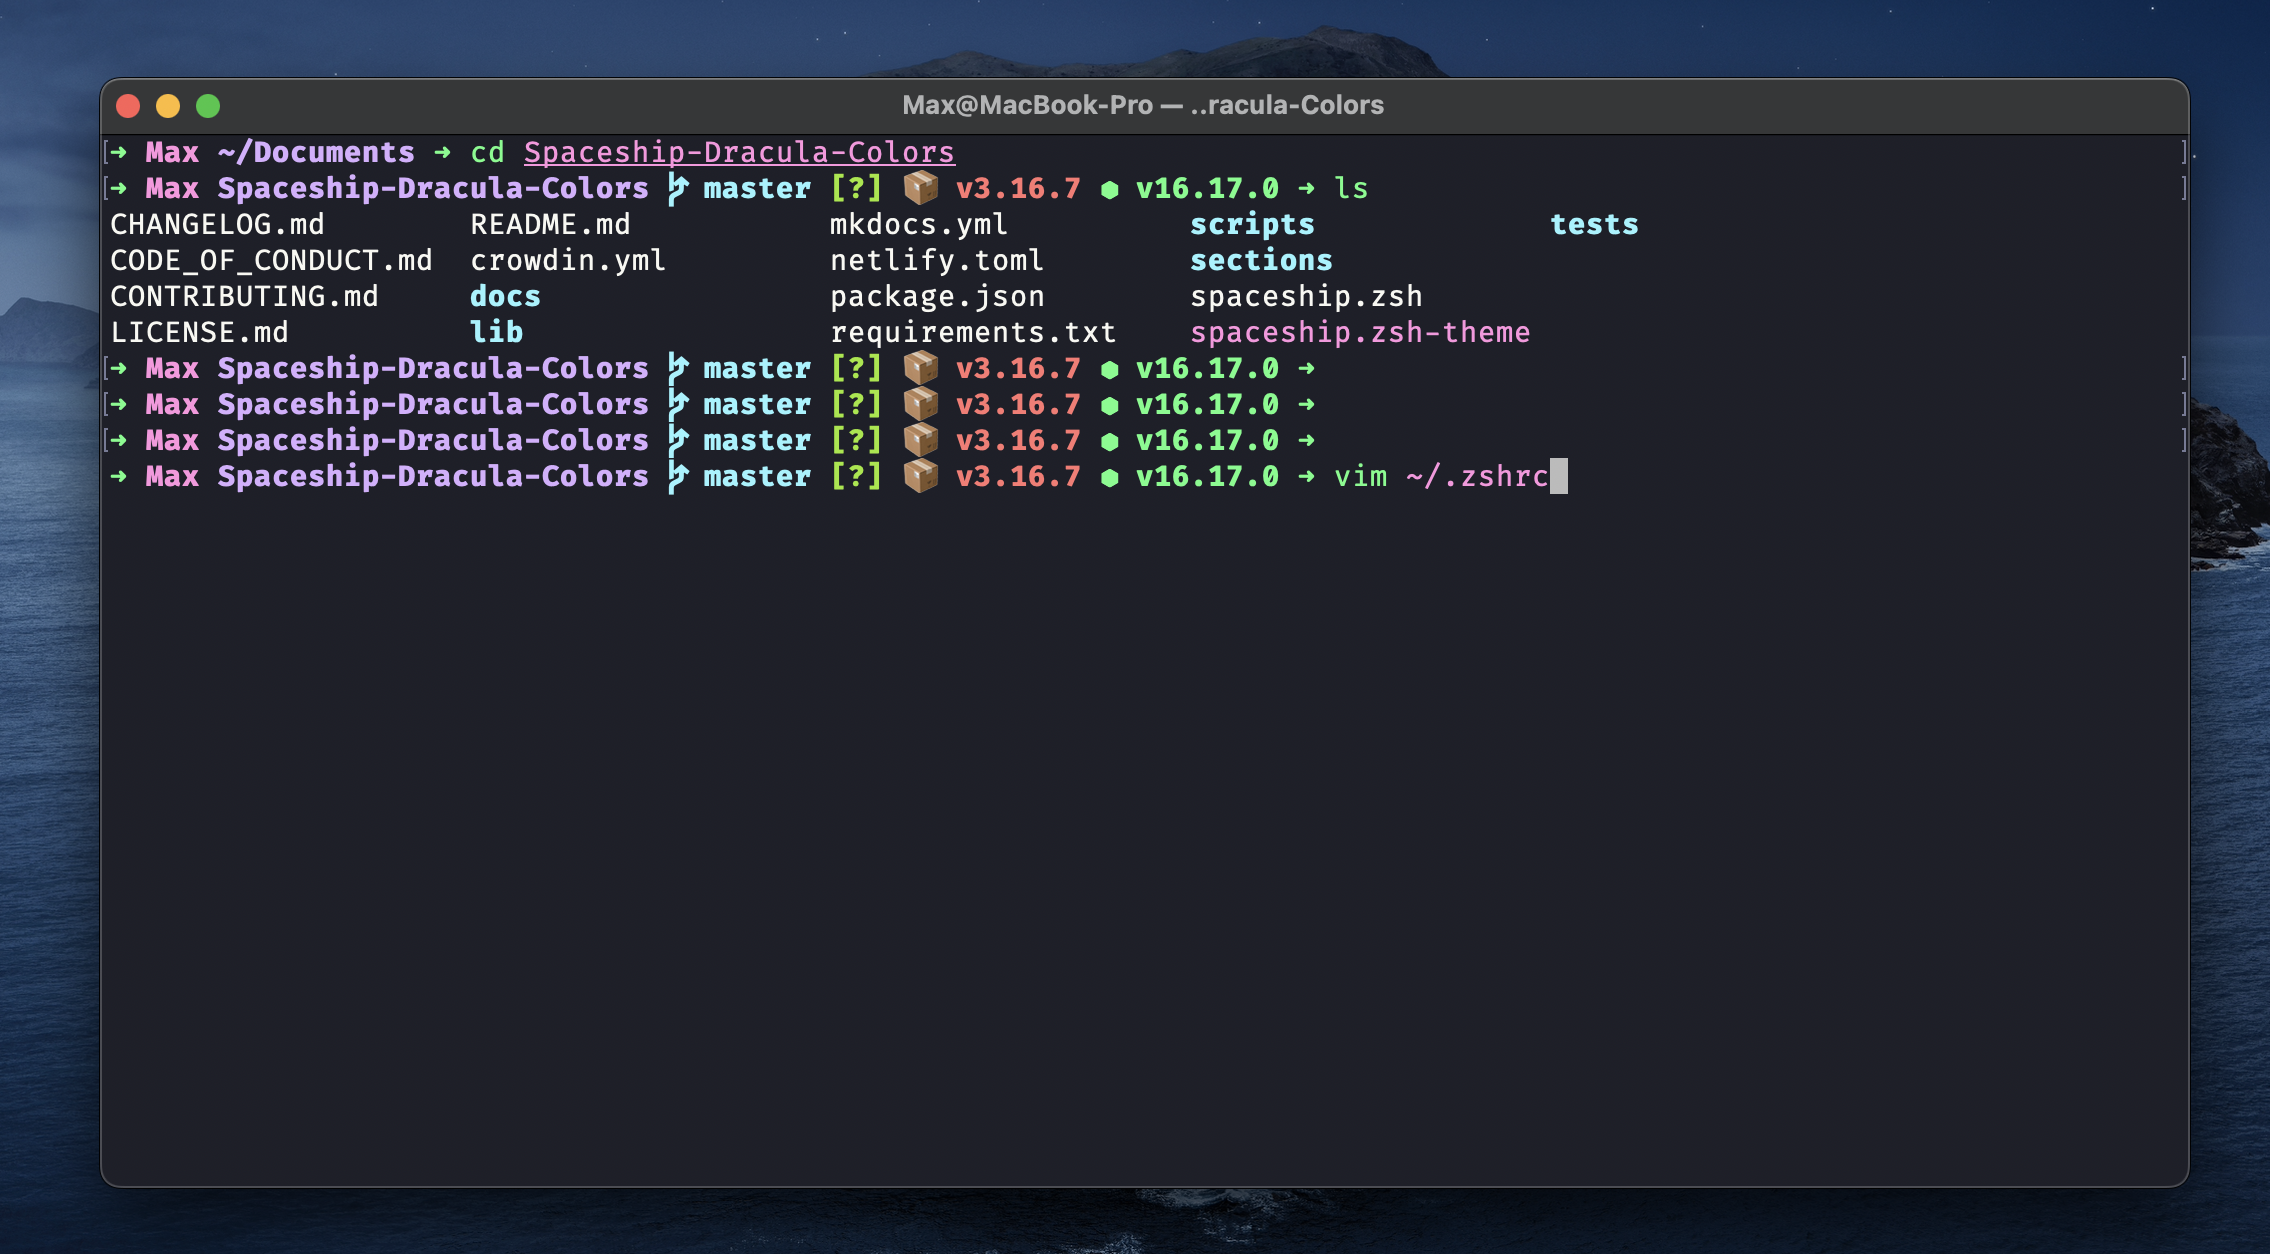 Max@MacBook-Pro — ..racula-Colors
➜ Max ~/Documents ➜ cd Spaceship-Dracula-Colors
➜ Max Spaceship-Dracula-Colors master [?] 📦 v3.16.7 ⬢ v16.17.0 ➜ ls
CHANGELOG.md README.md mkdocs.yml scripts tests
CODE_OF_CONDUCT.md crowdin.yml netlify.toml sections
CONTRIBUTING.md docs package.json spaceship.zsh
LICENSE.md lib requirements.txt spaceship.zsh-theme
➜ Max Spaceship-Dracula-Colors master [?] 📦 v3.16.7 ⬢ v16.17.0 ➜
➜ Max Spaceship-Dracula-Colors master [?] 📦 v3.16.7 ⬢ v16.17.0 ➜
➜ Max Spaceship-Dracula-Colors master [?] 📦 v3.16.7 ⬢ v16.17.0 ➜
➜ Max Spaceship-Dracula-Colors master [?] 📦 v3.16.7 ⬢ v16.17.0 ➜ vim ~/.zshrc